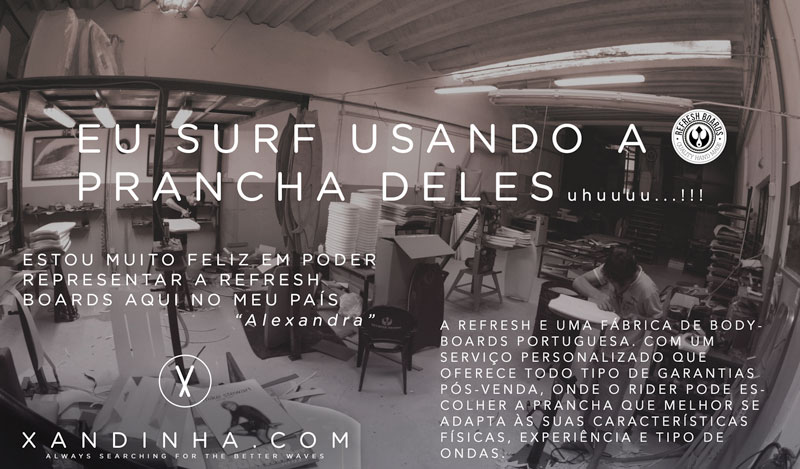 EU SURF USANDO A
REFRESH BOARDS
PRANCHA DELES uhuuuu...!!!
ESTOU MUITO FELIZ EM PODER
REPRESENTAR A REFRESH
BOARDS AQUI NO MEU PAÍS
“Alexandra”
A REFRESH E UMA FÁBRICA DE BODY-
BOARDS PORTUGUESA. COM UM
SERVIÇO PERSONALIZADO QUE
OFERECE TODO TIPO DE GARANTIAS
PÓS-VENDA, ONDE O RIDER PODE ES-
COLHER A PRANCHA QUE MELHOR SE
ADAPTA ÀS SUAS CARACTERÍSTICAS
FÍSICAS, EXPERIÊNCIA E TIPO DE
ONDAS.
XANDINHA.COM
ALWAYS SEARCHING FOR THE BETTER WAVES